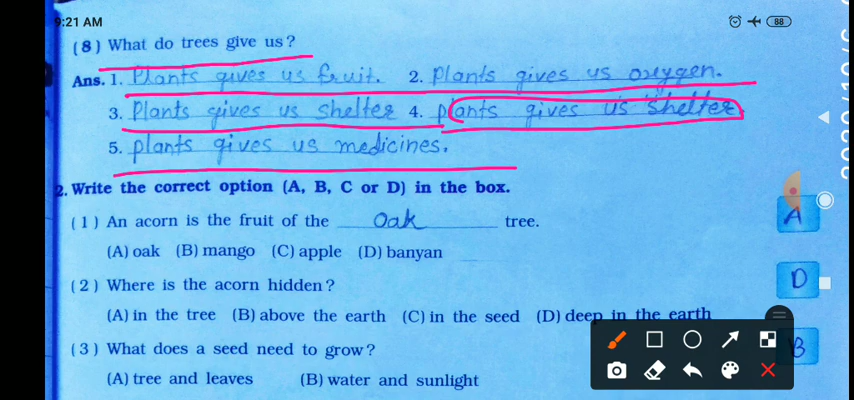 9:21 AM 88
(8) What do trees give us?
Ans. 1. Plants gives us fruit. 2. Plants gives us oxygen.
3. Plants gives us shelter 4. plants gives us shelter.
5. plants gives us medicines.
2. Write the correct option (A, B, C or D) in the box.
(1) An acorn is the fruit of the Oak tree. A
(A) oak (B) mango (C) apple (D) banyan
(2) Where is the acorn hidden? D
(A) in the tree (B) above the earth (C) in the seed (D) deep in the earth
(3) What does a seed need to grow? B
(A) tree and leaves (B) water and sunlight